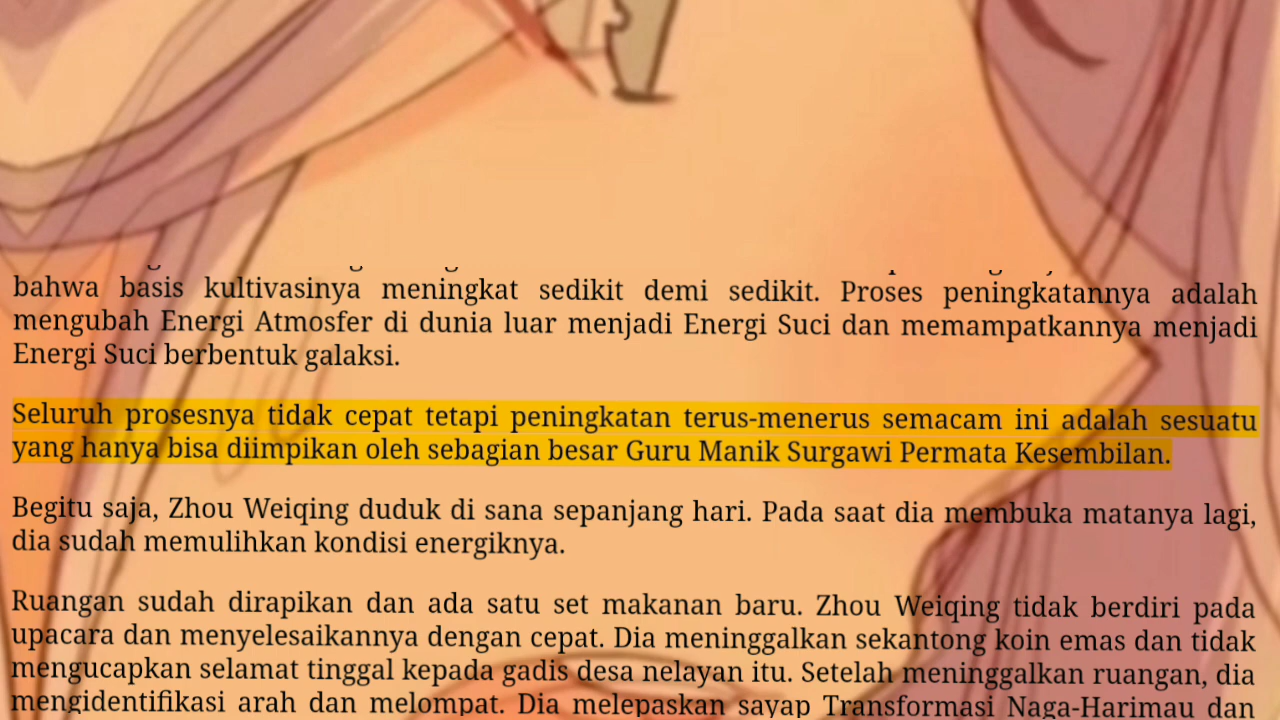 bahwa basis kultivasinya meningkat sedikit demi sedikit. Proses peningkatannya adalah
mengubah Energi Atmosfer di dunia luar menjadi Energi Suci dan memampatkannya menjadi
Energi Suci berbentuk galaksi.
Seluruh prosesnya tidak cepat tetapi peningkatan terus-menerus semacam ini adalah sesuatu
yang hanya bisa diimpikan oleh sebagian besar Guru Manik Surgawi Permata Kesembilan.
Begitu saja, Zhou Weiqing duduk di sana sepanjang hari. Pada saat dia membuka matanya lagi,
dia sudah memulihkan kondisi energiknya.
Ruangan sudah dirapikan dan ada satu set makanan baru. Zhou Weiqing tidak berdiri pada
upacara dan menyelesaikannya dengan cepat. Dia meninggalkan sekantong koin emas dan tidak
mengucapkan selamat tinggal kepada gadis desa nelayan itu. Setelah meninggalkan ruangan, dia
mengidentifikasi arah dan melompat. Dia melepaskan sayap Transformasi Naga-Harimau dan